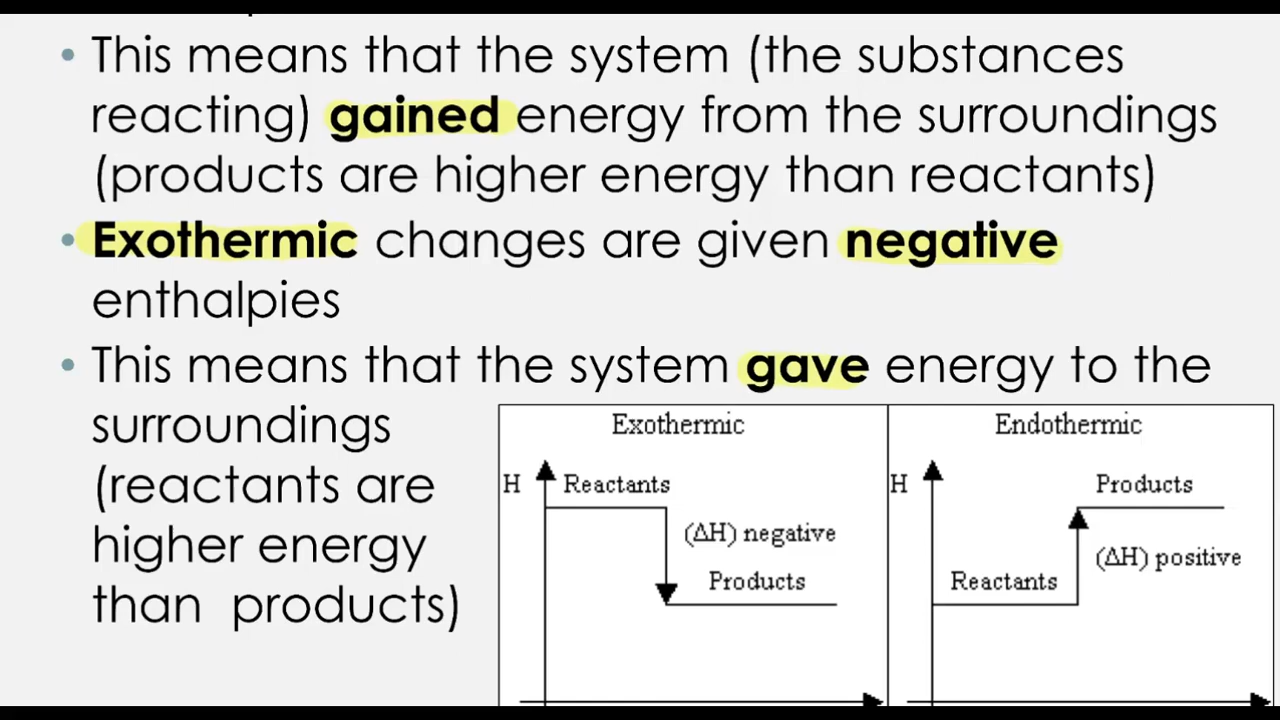 • This means that the system (the substances
reacting) gained energy from the surroundings
(products are higher energy than reactants)
• Exothermic changes are given negative
enthalpies
• This means that the system gave energy to the
surroundings
(reactants are
higher energy
than products)
Exothermic
H Reactants
(ΔH) negative
Products
Endothermic
H
Products
(ΔH) positive
Reactants